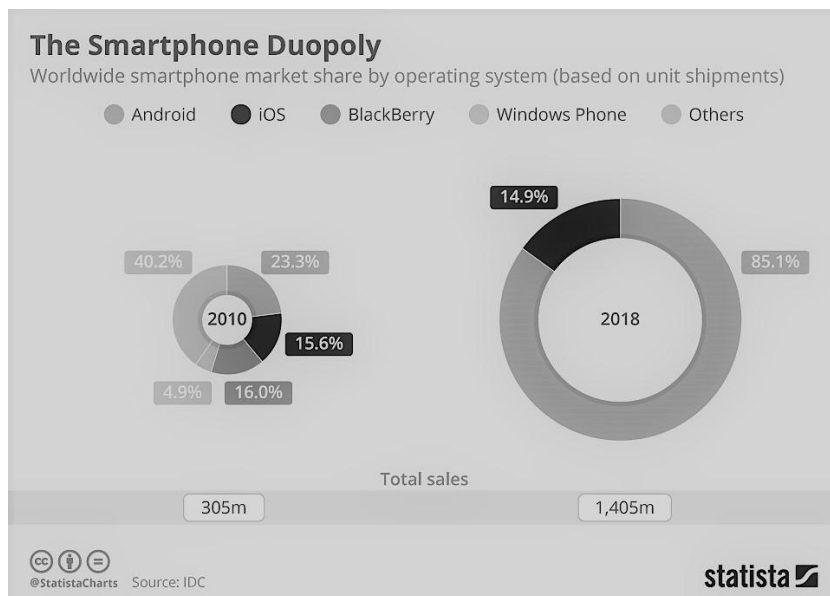 The Smartphone Duopoly
Worldwide smartphone market share by operating system (based on unit shipments)
Android iOS BlackBerry Windows Phone Others
40.2% 23.3%
2010
15.6%
4.9% 16.0%
14.9%
85.1%
2018
Total sales
305m 1,405m
@StatistaCharts Source: IDC
statista